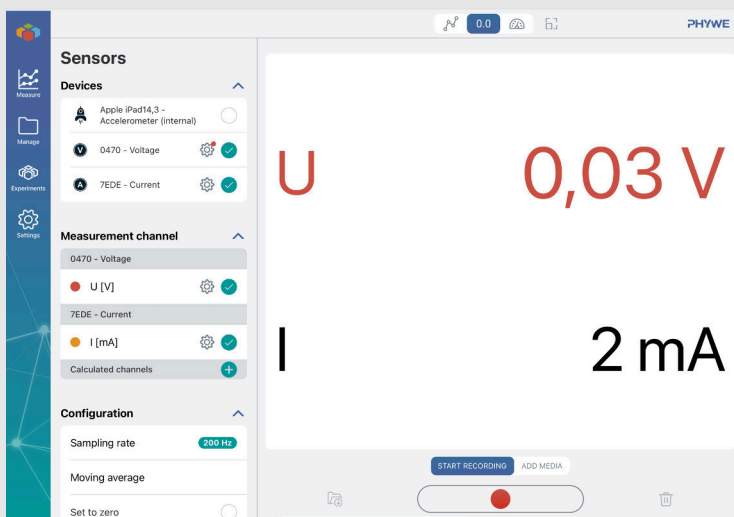 0.0
PHYWE
Measure
Manage
Experiments
Settings
Sensors
Devices
Apple iPad14,3 -
Accelerometer (internal)
V
0470 - Voltage
A
7EDE - Current
Measurement channel
0470 - Voltage
U [V]
7EDE - Current
I [mA]
Calculated channels
Configuration
Sampling rate
200 Hz
Moving average
Set to zero
U
0,03 V
I
2 mA
START RECORDING
ADD MEDIA